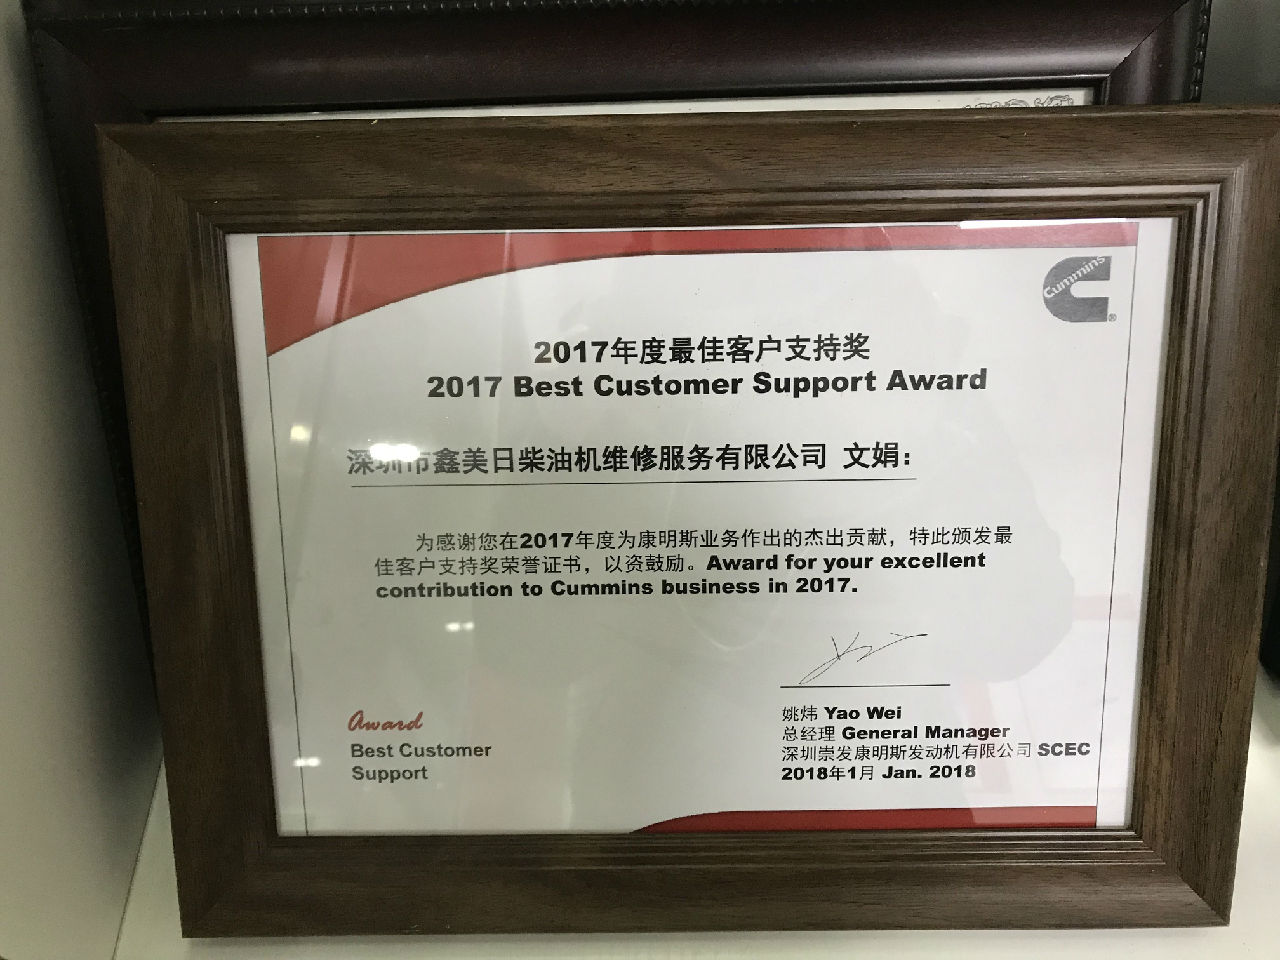 Cummins
®
2017年度最佳客户支持奖
2017 Best Customer Support Award
深圳市鑫美日柴油机维修服务有限公司 文娟：
为感谢您在2017年度为康明斯业务作出的杰出贡献，特此颁发最
佳客户支持奖荣誉证书，以资鼓励。Award for your excellent
contribution to Cummins business in 2017.
Award
Best Customer
Support
姚炜 Yao Wei
总经理 General Manager
深圳崇发康明斯发动机有限公司 SCEC
2018年1月 Jan. 2018